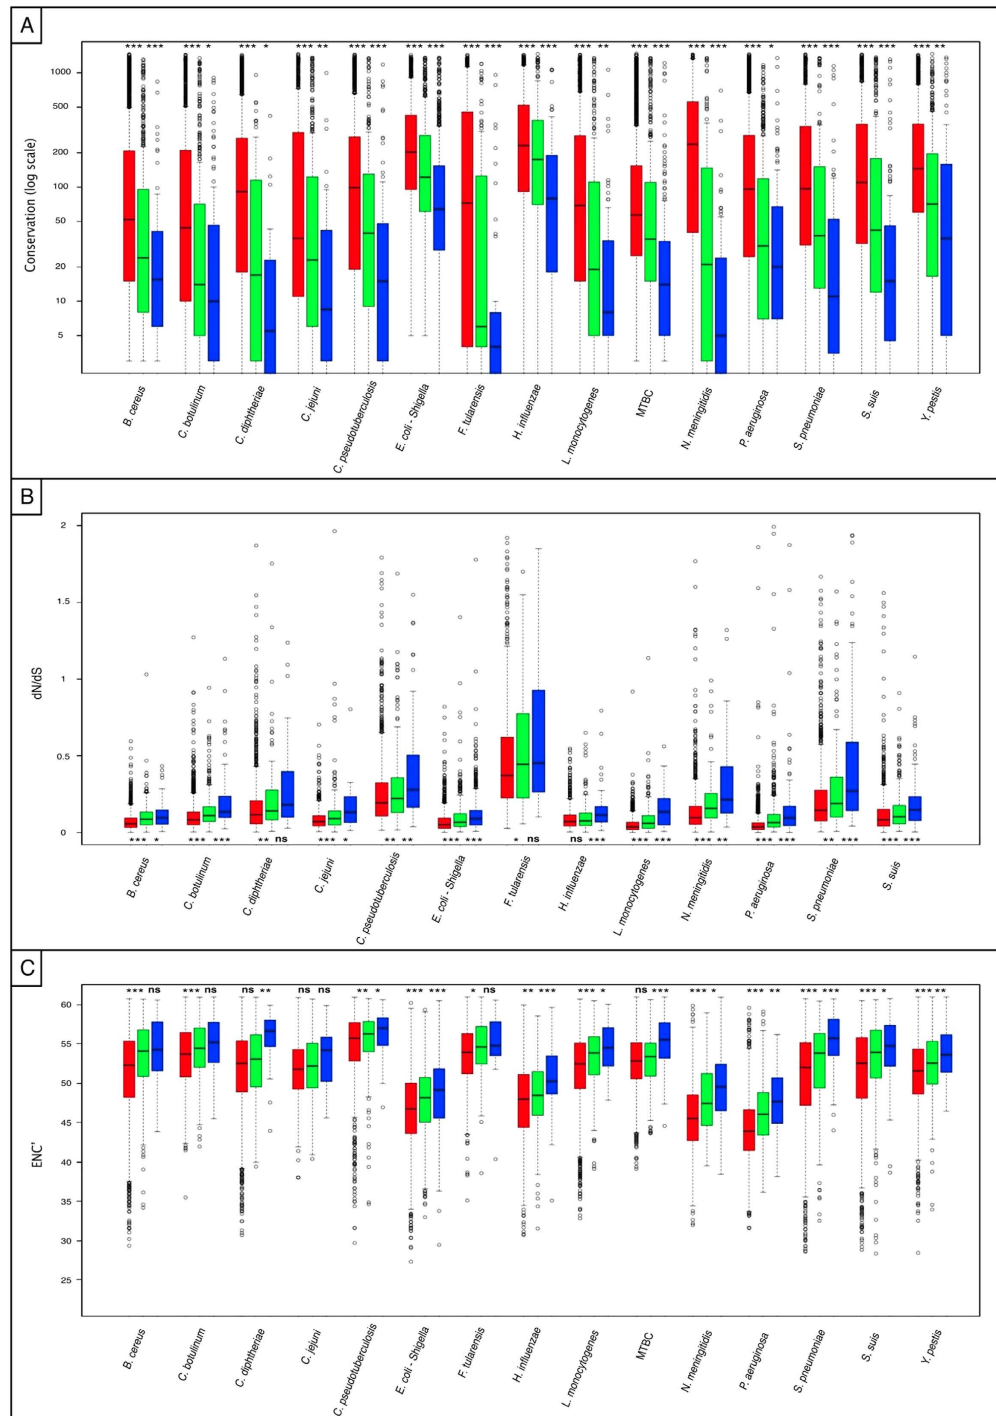 A
*** *** *** * *** * *** ** *** *** *** *** *** *** *** *** *** ** *** *** *** *** *** * *** *** *** *** *** **
1000
500
200
100
50
20
10
5
Conservation (log scale)
B. cereus
C. botulinum
C. diphtheriae
C. jejuni
C. pseudotuberculosis
E. coli - Shigella
F. tularensis
H. influenzae
L. monocytogenes
MTBC
N. meningitidis
P. aeruginosa
S. pneumoniae
S. suis
Y. pestis
B
2
1.5
1
0.5
0
dN/dS
*** * *** *** ** ns *** * ** ** *** *** * ns ns *** *** *** *** ** *** *** ** *** *** ***
B. cereus
C. botulinum
C. diphtheriae
C. jejuni
C. pseudotuberculosis
E. coli - Shigella
F. tularensis
H. influenzae
L. monocytogenes
N. meningitidis
P. aeruginosa
S. pneumoniae
S. suis
C
*** ns *** ns ns ** ns ns ** * *** *** * ns ** *** *** * ns *** *** * *** ** *** *** *** * *** **
60
55
50
45
40
35
30
25
ENC'
B. cereus
C. botulinum
C. diphtheriae
C. jejuni
C. pseudotuberculosis
E. coli - Shigella
F. tularensis
H. influenzae
L. monocytogenes
MTBC
N. meningitidis
P. aeruginosa
S. pneumoniae
S. suis
Y. pestis